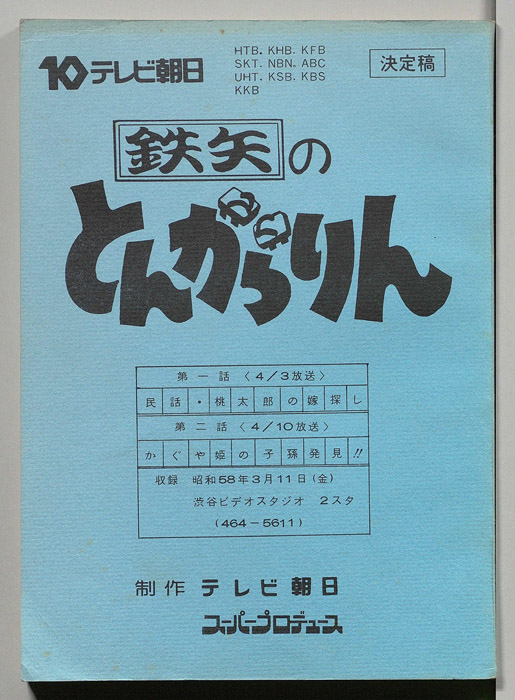 10 テレビ朝日
HTB. KHB. KFB
SKT. NBN. ABC
UHT. KSB. KBS
KKB
決定稿
鉄矢の
とんがらりん
第一話〈4/3放送〉
民話・桃太郎の嫁探し
第二話〈4/10放送〉
かぐや姫の子孫発見!!
収録 昭和58年3月11日(金)
渋谷ビデオスタジオ 2スタ
(464-5611)
制作 テレビ朝日
スーパープロデュース